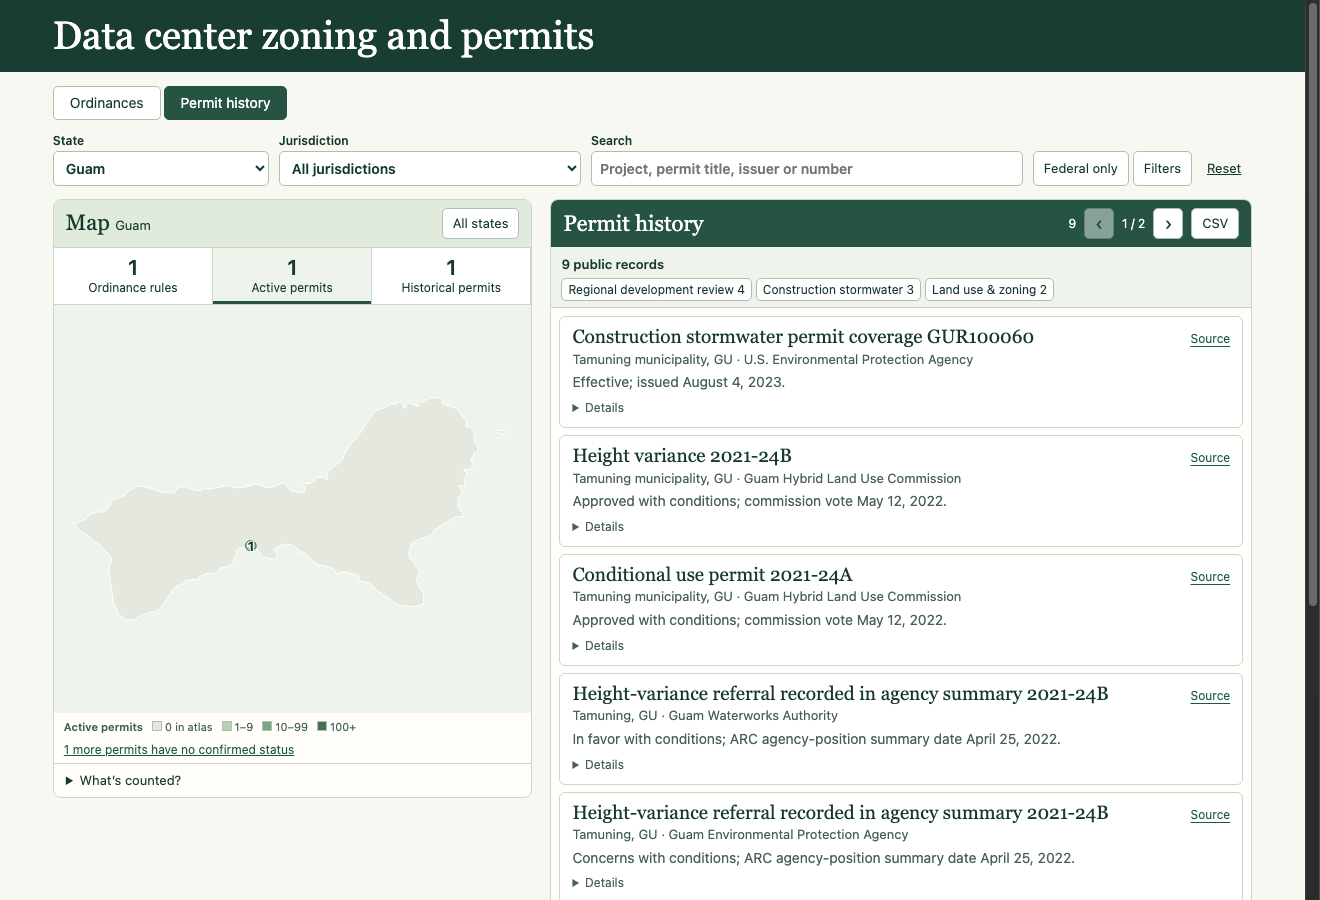 Data center zoning and permits
Ordinances
Permit history
State
Jurisdiction
Search
Guam
All jurisdictions
Project, permit title, issuer or number
Federal only
Filters
Reset
Map Guam
All states
1
Ordinance rules
1
Active permits
1
Historical permits
1
Active permits 0 in atlas 1–9 10–99 100+
1 more permits have no confirmed status
What's counted?
Permit history
9 ‹ 1 / 2 › CSV
9 public records
Regional development review 4
Construction stormwater 3
Land use & zoning 2
Construction stormwater permit coverage GUR100060
Source
Tamuning municipality, GU · U.S. Environmental Protection Agency
Effective; issued August 4, 2023.
Details
Height variance 2021-24B
Source
Tamuning municipality, GU · Guam Hybrid Land Use Commission
Approved with conditions; commission vote May 12, 2022.
Details
Conditional use permit 2021-24A
Source
Tamuning municipality, GU · Guam Hybrid Land Use Commission
Approved with conditions; commission vote May 12, 2022.
Details
Height-variance referral recorded in agency summary 2021-24B
Source
Tamuning, GU · Guam Waterworks Authority
In favor with conditions; ARC agency-position summary date April 25, 2022.
Details
Height-variance referral recorded in agency summary 2021-24B
Source
Tamuning, GU · Guam Environmental Protection Agency
Concerns with conditions; ARC agency-position summary date April 25, 2022.
Details